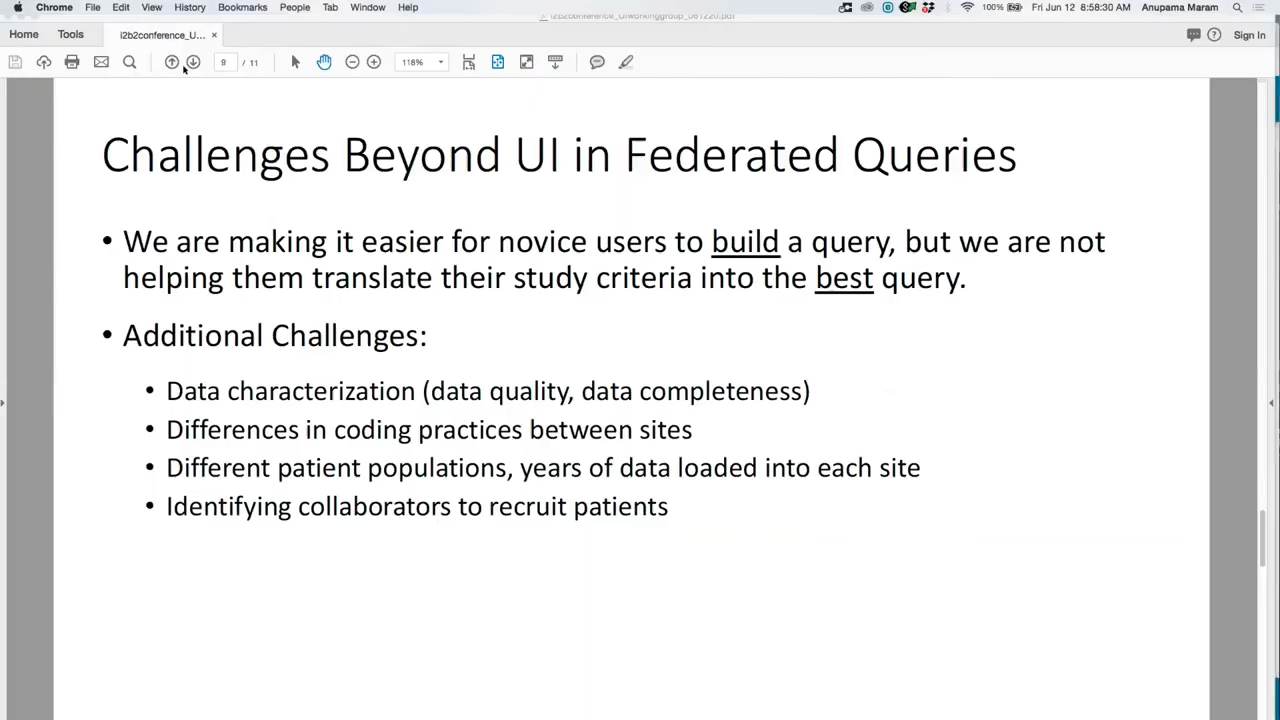 Chrome File Edit View History Bookmarks People Tab Window Help 100% Fri Jun 12 8:58:30 AM Anupama Maram
i2b2conference_UIWorkinggroup_061220.pdf
Home Tools i2b2conference_U... × Sign In
9 / 11 118%
Challenges Beyond UI in Federated Queries
• We are making it easier for novice users to build a query, but we are not
helping them translate their study criteria into the best query.
• Additional Challenges:
• Data characterization (data quality, data completeness)
• Differences in coding practices between sites
• Different patient populations, years of data loaded into each site
• Identifying collaborators to recruit patients